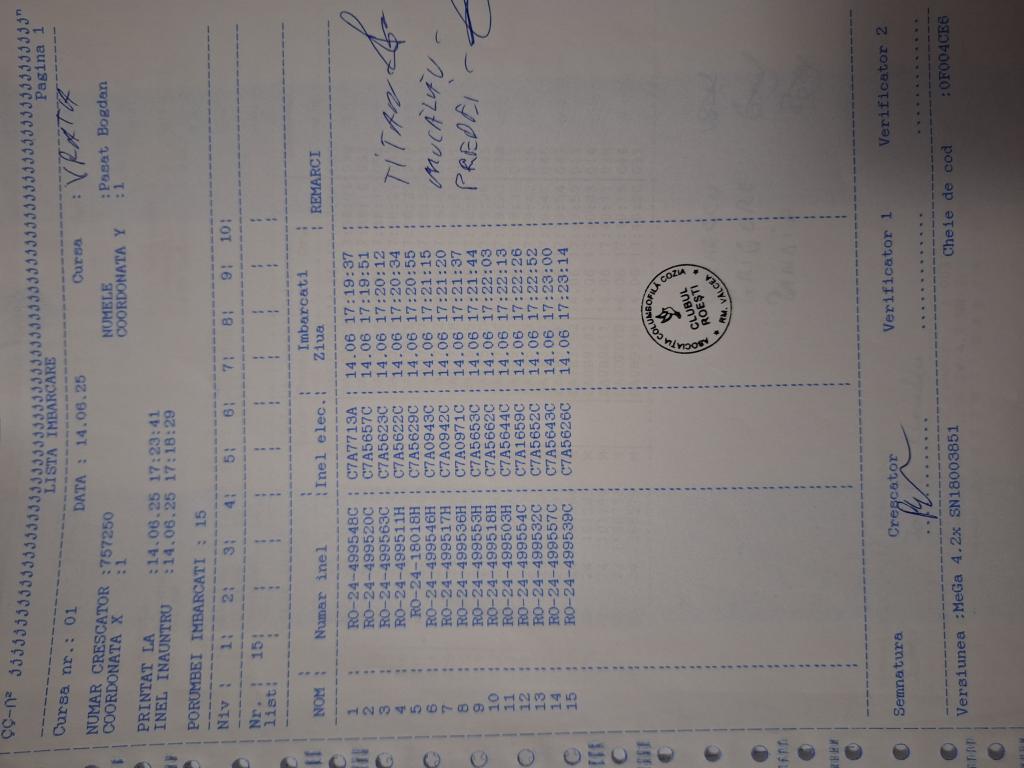 LISTA IMBARCARE Pagina 1
Cursa nr.: 01 DATA : 14.06.25 Cursa : VRATA
NUMAR CRESCATOR :757250 NUMELE :Pasat Bogdan
COORDONATA X :1 COORDONATA Y :1
PRINTAT LA :14.06.25 17:23:41
INEL INAUNTRU :14.06.25 17:18:29
PORUMBEI IMBARCATI : 15
Niv : 1: 2: 3: 4: 5: 6: 7: 8: 9: 10:
Nr. : 15:
list:
NOM : Numar inel :Inel elec.: Imbarcati Ziua : REMARCI
1 : RO-24-499548C : C7A7713A : 14.06 17:19:37
2 : RO-24-499520C : C7A5657C : 14.06 17:19:51
3 : RO-24-499563C : C7A5623C : 14.06 17:20:12
4 : RO-24-499511H : C7A5622C : 14.06 17:20:34
5 : RO-24-18018H : C7A5629C : 14.06 17:20:55
6 : RO-24-499546H : C7A0943C : 14.06 17:21:15
7 : RO-24-499517H : C7A0942C : 14.06 17:21:20
8 : RO-24-499536H : C7A0971C : 14.06 17:21:37
9 : RO-24-499553H : C7A5653C : 14.06 17:21:44
10 : RO-24-499518H : C7A5662C : 14.06 17:22:03
11 : RO-24-499503H : C7A5644C : 14.06 17:22:13
12 : RO-24-499554C : C7A1659C : 14.06 17:22:26
13 : RO-24-499532C : C7A5652C : 14.06 17:22:52
14 : RO-24-499557C : C7A5643C : 14.06 17:23:00
15 : RO-24-499538C : C7A5626C : 14.06 17:23:14
TITAN
MUCALĂU -
PREDEI -
ASOCIAȚIA COLUMBOFILĂ COZIA
CLUBUL
ROEȘTI
RM. VALCEA
Semnatura Crescator Verificator 1 Verificator 2
Versiunea :MeGa 4.2x SN18003851 Cheie de cod :0F004CE6